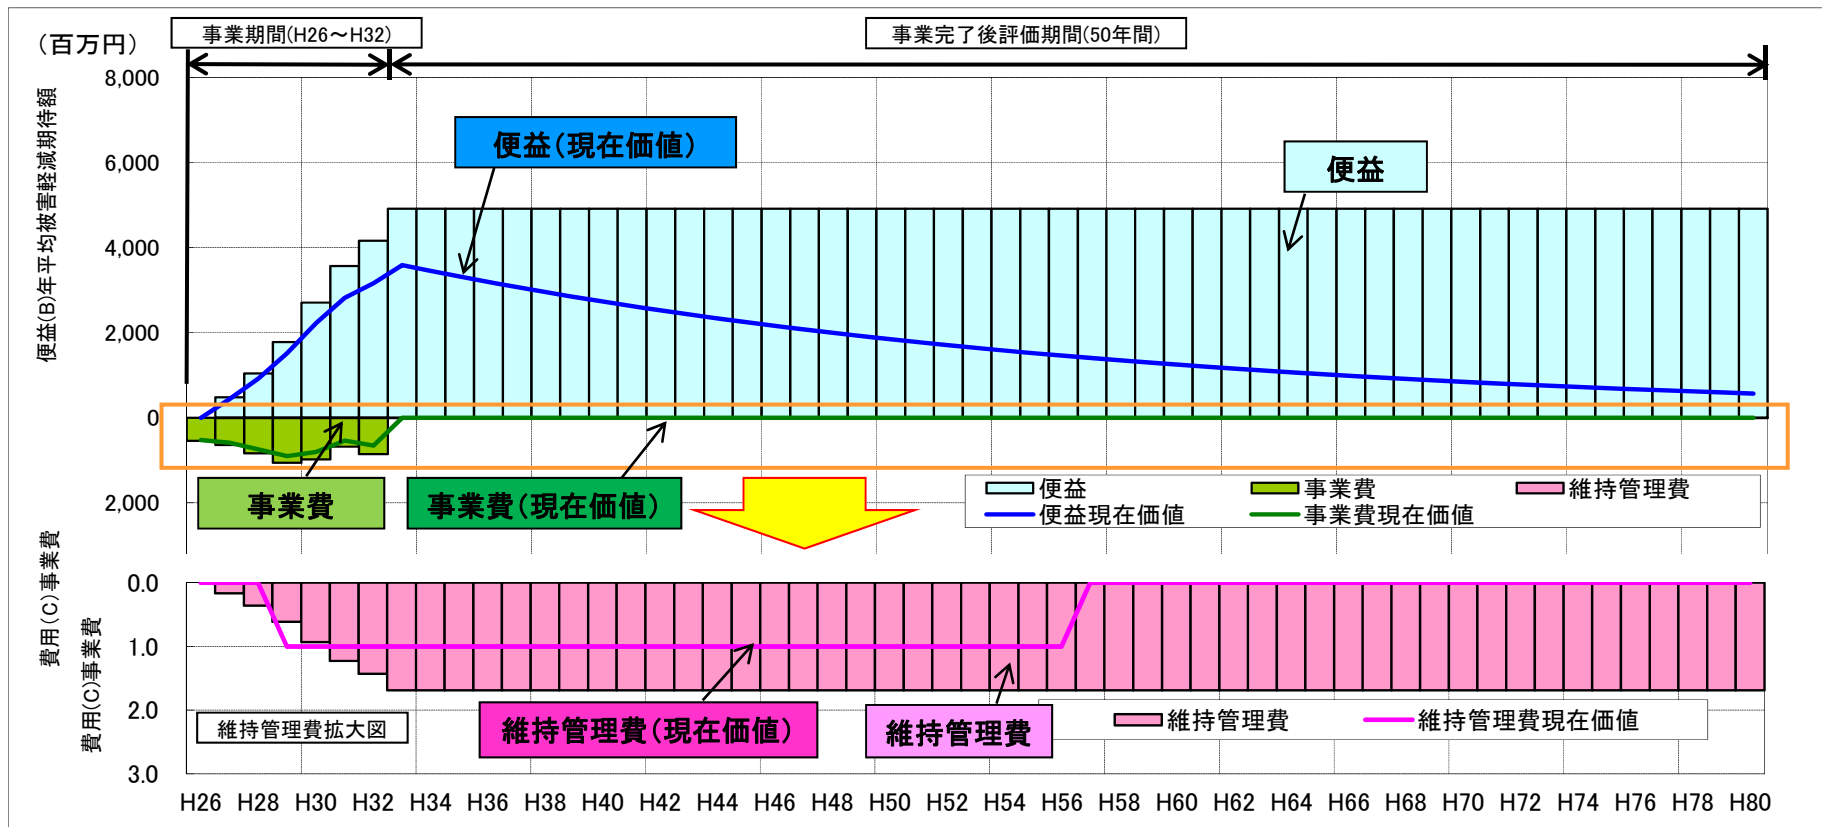 （百万円）
事業期間(H26～H32)
事業完了後評価期間(50年間)
便益(B)年平均被害軽減期待額
8,000
6,000
4,000
2,000
0
2,000
便益（現在価値）
便益
事業費
事業費（現在価値）
便益
事業費
維持管理費
便益現在価値
事業費現在価値
費用(C)事業費
費用(C)事業費
0.0
1.0
2.0
3.0
維持管理費拡大図
維持管理費（現在価値）
維持管理費
維持管理費
維持管理費現在価値
H26 H28 H30 H32 H34 H36 H38 H40 H42 H44 H46 H48 H50 H52 H54 H56 H58 H60 H62 H64 H66 H68 H70 H72 H74 H76 H78 H80